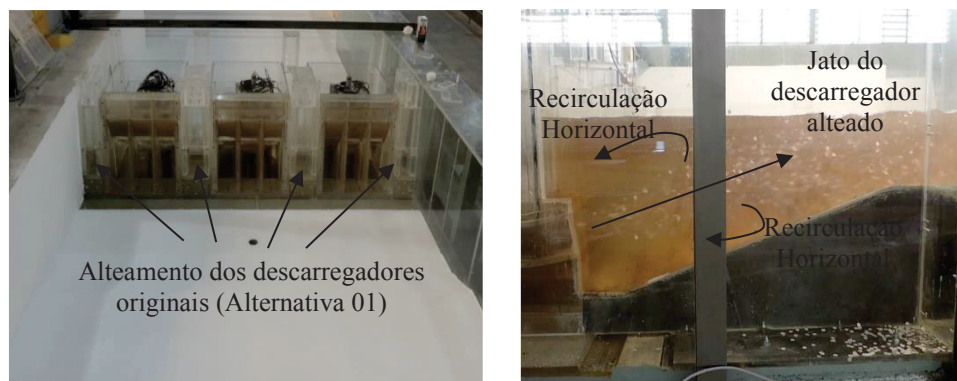 Alteamento dos descarregadores
originais (Alternativa 01)
Recirculação
Horizontal
Jato do
descarregador
alteado
Recirculação
Horizontal